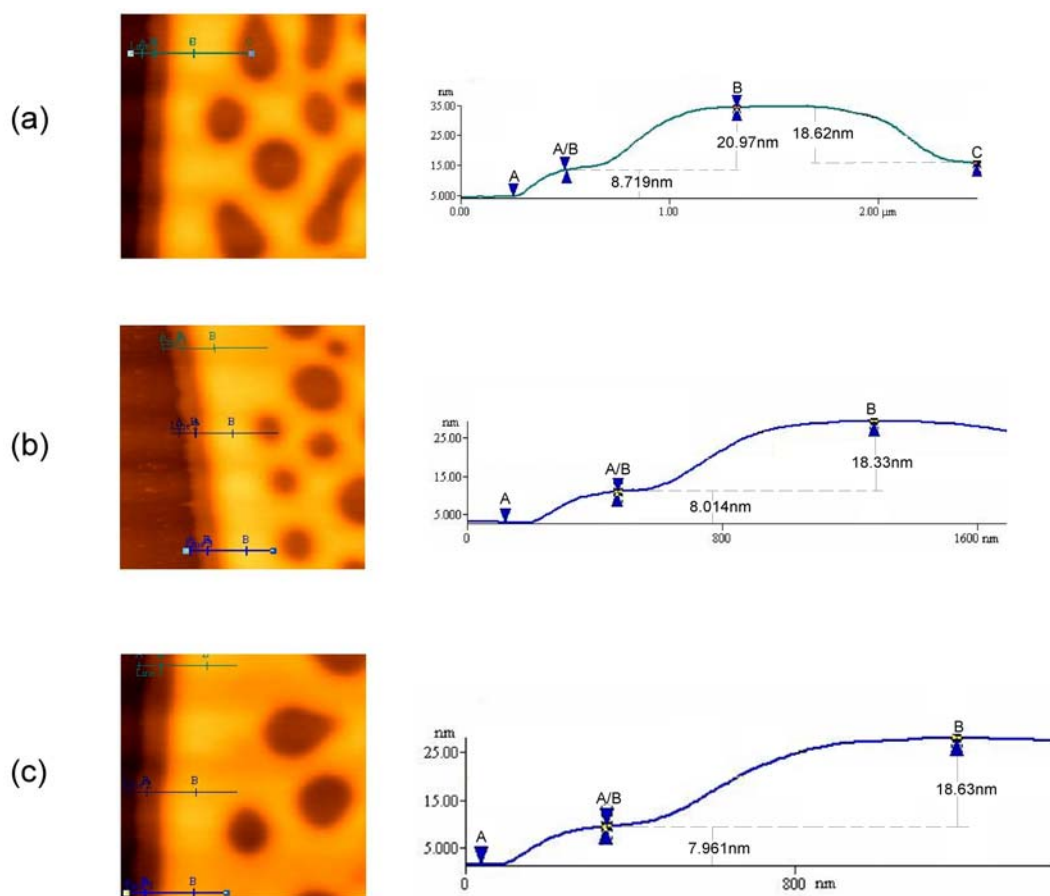 (a)
B
C
nm
35.00
25.00
15.00
5.000
A
A/B
B
C
8.719nm
20.97nm
18.62nm
0.00
1.00
2.00 µm
(b)
B
B
B
nm
25.00
15.00
5.000
A
A/B
B
8.014nm
18.33nm
0
800
1600 nm
(c)
B
nm
25.00
15.00
5.000
A
A/B
B
7.961nm
18.63nm
0
800